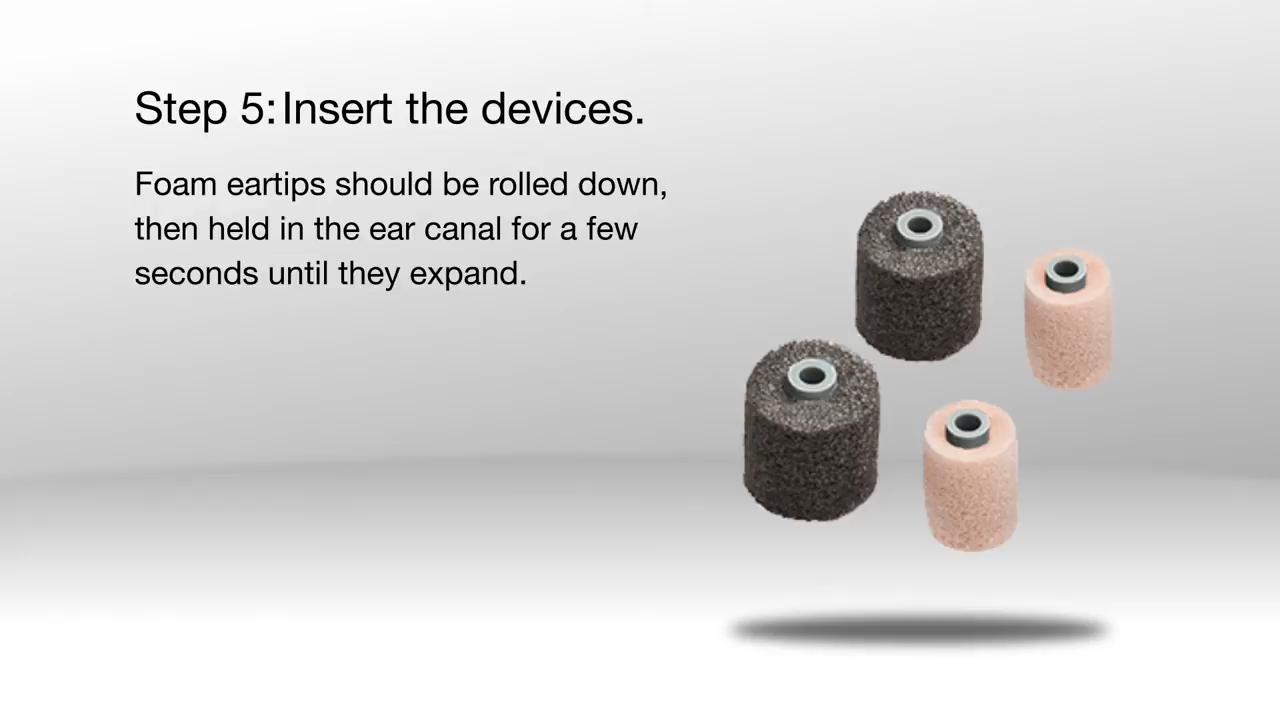 Step 5: Insert the devices.
Foam eartips should be rolled down,
then held in the ear canal for a few
seconds until they expand.